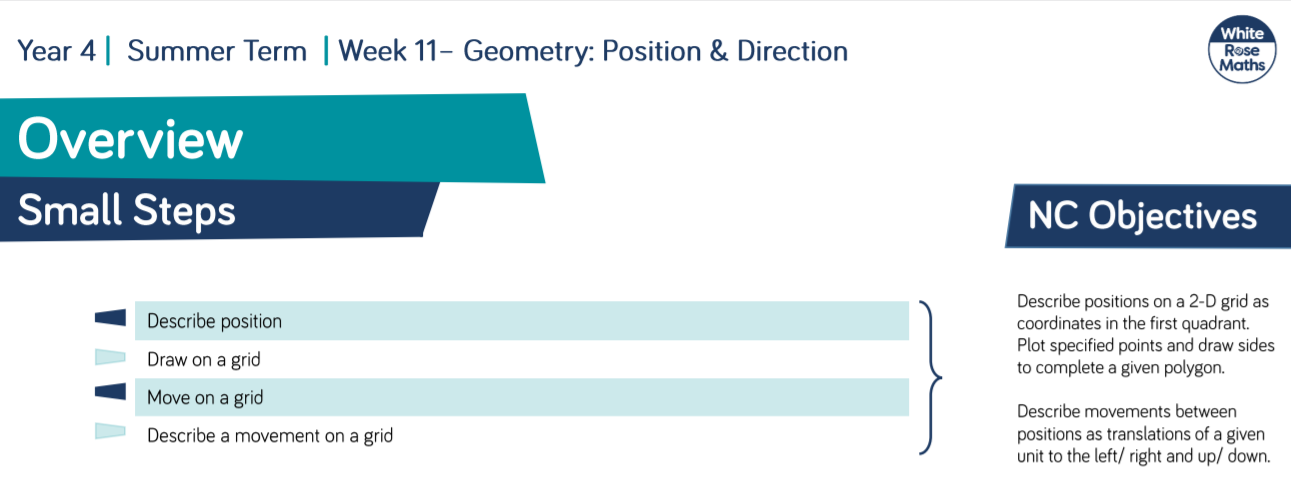 Year 4 | Summer Term | Week 11– Geometry: Position & Direction
White
Rose
Maths
Overview
Small Steps
NC Objectives
Describe position
Draw on a grid
Move on a grid
Describe a movement on a grid
Describe positions on a 2-D grid as
coordinates in the first quadrant.
Plot specified points and draw sides
to complete a given polygon.
Describe movements between
positions as translations of a given
unit to the left/ right and up/ down.